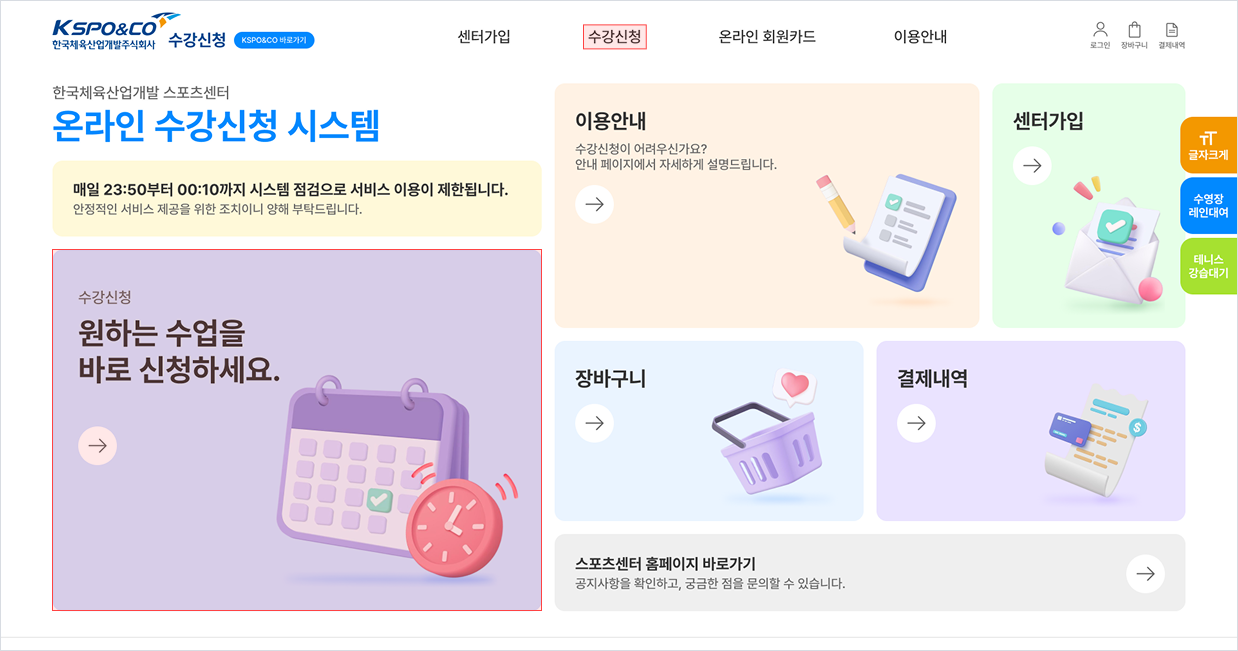 KSPO&CO
한국체육산업개발주식회사
수강신청
KSPO&CO 바로가기
센터가입
수강신청
온라인 회원카드
이용안내
로그인
장바구니
결제내역
한국체육산업개발 스포츠센터
온라인 수강신청 시스템
매일 23:50부터 00:10까지 시스템 점검으로 서비스 이용이 제한됩니다.
안정적인 서비스 제공을 위한 조치이니 양해 부탁드립니다.
수강신청
원하는 수업을
바로 신청하세요.
이용안내
수강신청이 어려우신가요?
안내 페이지에서 자세하게 설명드립니다.
센터가입
TT
글자크게
수영장
레인대여
테니스
강습대기
장바구니
결제내역
$
스포츠센터 홈페이지 바로가기
공지사항을 확인하고, 궁금한 점을 문의할 수 있습니다.